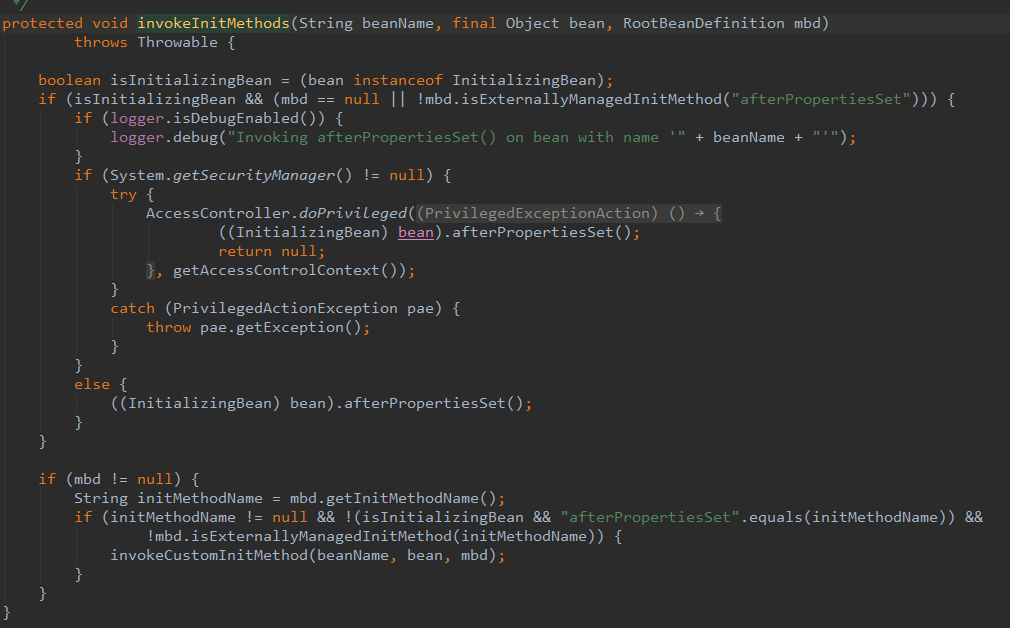 */
protected void invokeInitMethods(String beanName, final Object bean, RootBeanDefinition mbd)
        throws Throwable {

    boolean isInitializingBean = (bean instanceof InitializingBean);
    if (isInitializingBean && (mbd == null || !mbd.isExternallyManagedInitMethod("afterPropertiesSet"))) {
        if (logger.isDebugEnabled()) {
            logger.debug("Invoking afterPropertiesSet() on bean with name '" + beanName + "'");
        }
        if (System.getSecurityManager() != null) {
            try {
                AccessController.doPrivileged((PrivilegedExceptionAction) () → {
                        ((InitializingBean) bean).afterPropertiesSet();
                        return null;
                }, getAccessControlContext());
            }
            catch (PrivilegedActionException pae) {
                throw pae.getException();
            }
        }
        else {
            ((InitializingBean) bean).afterPropertiesSet();
        }
    }

    if (mbd != null) {
        String initMethodName = mbd.getInitMethodName();
        if (initMethodName != null && !(isInitializingBean && "afterPropertiesSet".equals(initMethodName)) &&
                !mbd.isExternallyManagedInitMethod(initMethodName)) {
            invokeCustomInitMethod(beanName, bean, mbd);
        }
    }
}